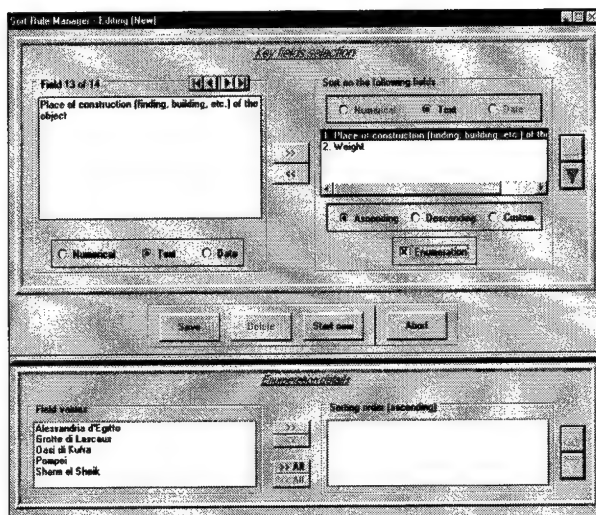 Sort Rule Manager - Editing (New)
Key fields selection
Field 13 of 14
Place of construction (finding, building, etc.) of the
object
Numerical Text Date
>>
<<
Sort on the following fields
Numerical Text Date
1. Place of construction (finding, building, etc.) of the
2. Weight
Ascending Descending Custom
Enumeration
Save Delete Start new Abort
Enumeration details
Field values
Alessandria d'Egitto
Grotte di Lascaux
Oasi di Kufra
Pompei
Sharm el Sheik
>>
<<
>> All
<< All
Sorting order (ascending)